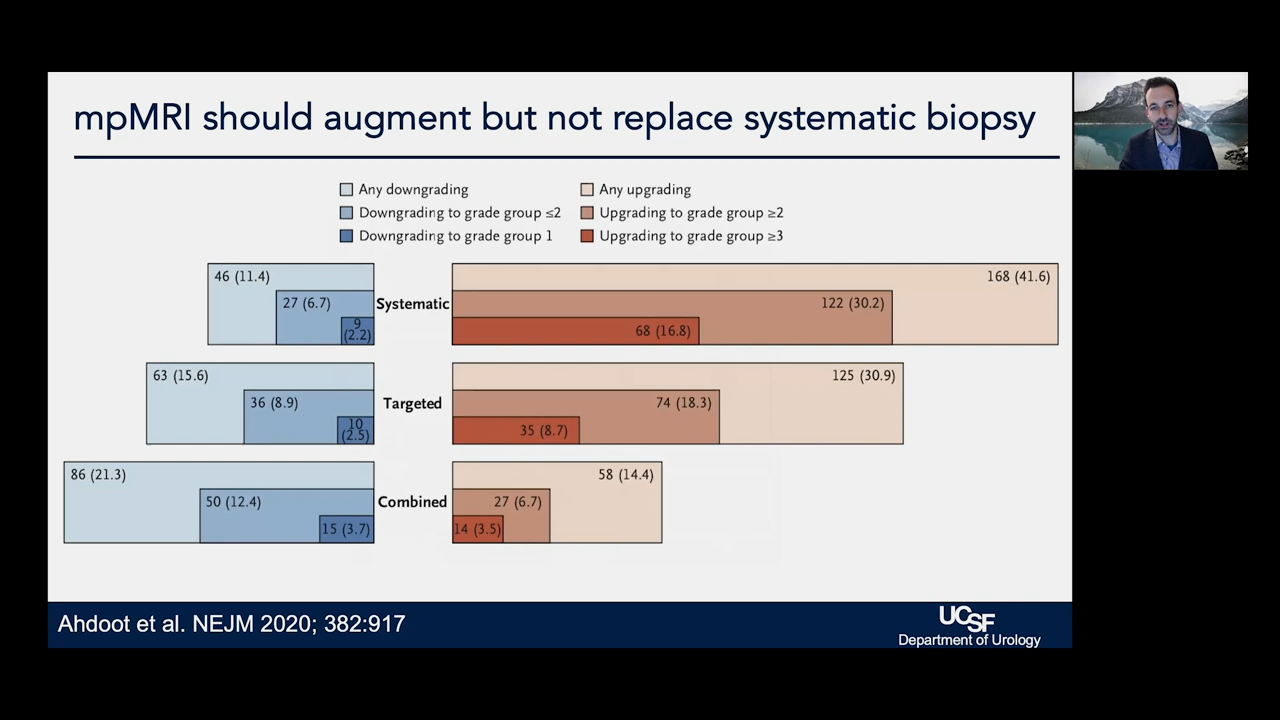 mpMRI should augment but not replace systematic biopsy
Any downgrading
Any upgrading
Downgrading to grade group ≤2
Upgrading to grade group ≥2
Downgrading to grade group 1
Upgrading to grade group ≥3
46 (11.4)
168 (41.6)
27 (6.7)
Systematic
122 (30.2)
9
(2.2)
68 (16.8)
63 (15.6)
125 (30.9)
36 (8.9)
Targeted
74 (18.3)
10
(2.5)
35 (8.7)
86 (21.3)
58 (14.4)
50 (12.4)
Combined
27 (6.7)
15 (3.7)
14 (3.5)
Ahdoot et al. NEJM 2020; 382:917
UCSF
Department of Urology